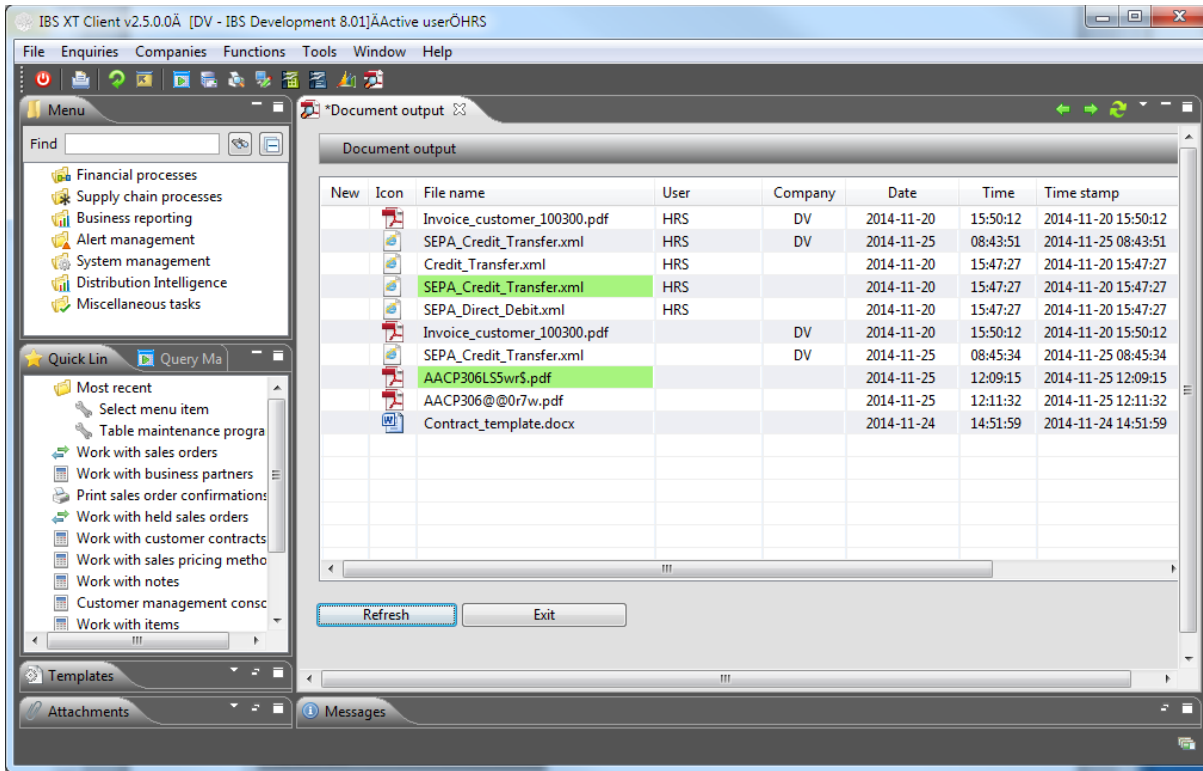 IBS XT Client v2.5.0.0Ä [DV - IBS Development 8.01]ÄActive userÖHRS
File Enquiries Companies Functions Tools Window Help
Menu
Find
Financial processes
Supply chain processes
Business reporting
Alert management
System management
Distribution Intelligence
Miscellaneous tasks
Quick Lin Query Ma
Most recent
Select menu item
Table maintenance progra
Work with sales orders
Work with business partners
Print sales order confirmations
Work with held sales orders
Work with customer contracts
Work with sales pricing metho
Work with notes
Customer management consc
Work with items
Templates
Attachments
*Document output
Document output
New Icon File name User Company Date Time Time stamp
Invoice_customer_100300.pdf HRS DV 2014-11-20 15:50:12 2014-11-20 15:50:12
SEPA_Credit_Transfer.xml HRS DV 2014-11-25 08:43:51 2014-11-25 08:43:51
Credit_Transfer.xml HRS 2014-11-20 15:47:27 2014-11-20 15:47:27
SEPA_Credit_Transfer.xml HRS 2014-11-20 15:47:27 2014-11-20 15:47:27
SEPA_Direct_Debit.xml HRS 2014-11-20 15:47:27 2014-11-20 15:47:27
Invoice_customer_100300.pdf DV 2014-11-20 15:50:12 2014-11-20 15:50:12
SEPA_Credit_Transfer.xml DV 2014-11-25 08:45:34 2014-11-25 08:45:34
AACP306LS5wr$.pdf 2014-11-25 12:09:15 2014-11-25 12:09:15
AACP306@@0r7w.pdf 2014-11-25 12:11:32 2014-11-25 12:11:32
Contract_template.docx 2014-11-24 14:51:59 2014-11-24 14:51:59
Refresh Exit
Messages